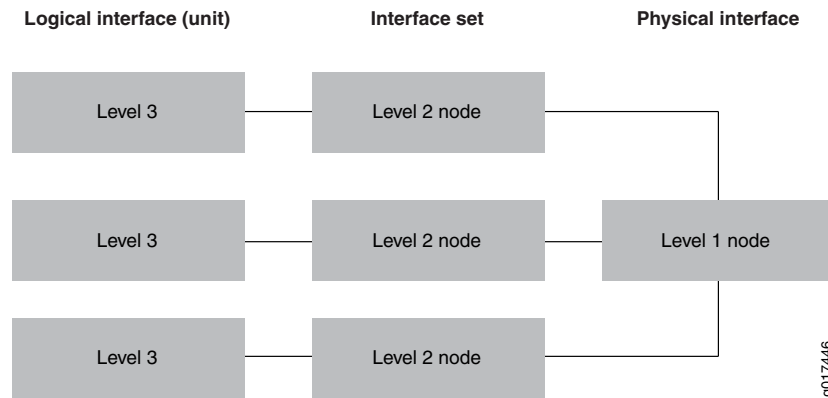 Logical interface (unit) Interface set Physical interface
Level 3 Level 2 node
Level 3 Level 2 node Level 1 node
Level 3 Level 2 node
g017446